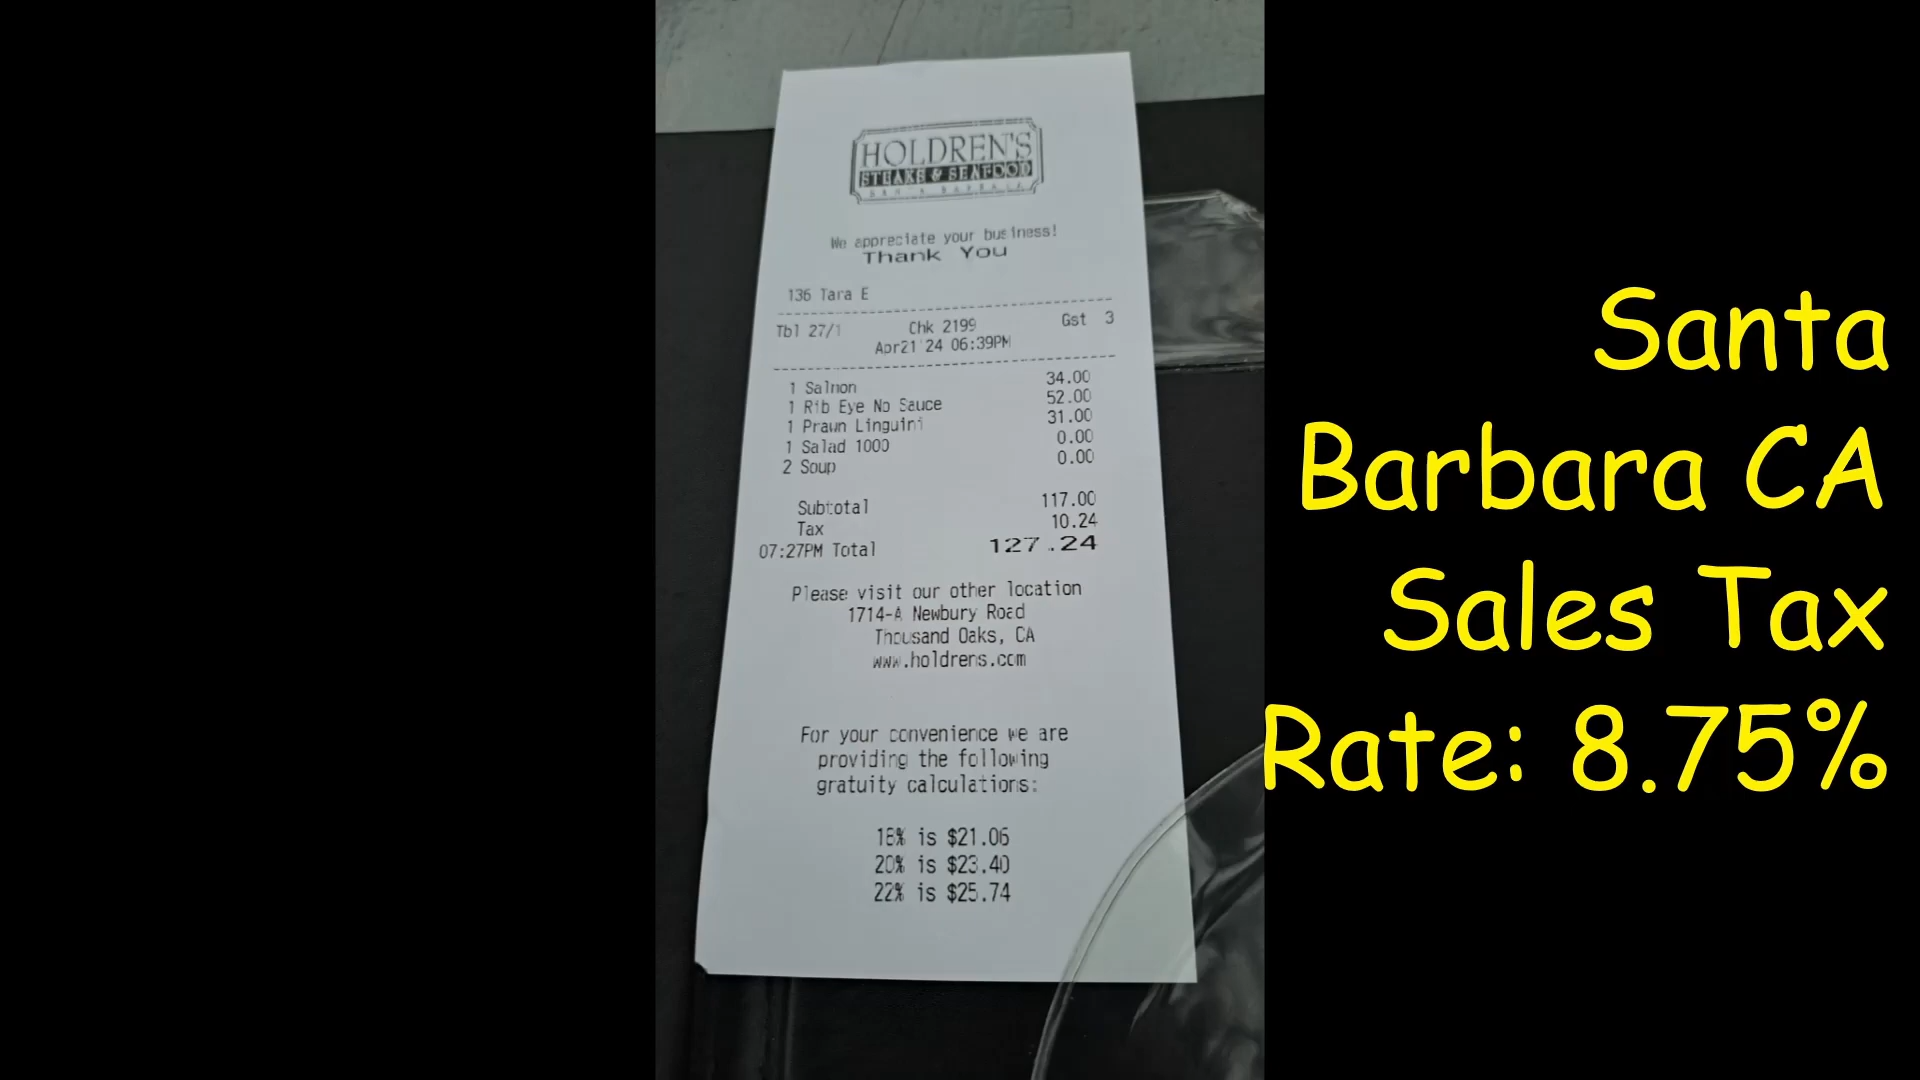 HOLDREN'S
STEAKS & SEAFOOD
SANTA BARBARA
We appreciate your business!
Thank You
136 Tara E
Tbl 27/1 Chk 2199 Gst 3
Apr21'24 06:39PM
1 Salmon 34.00
1 Rib Eye No Sauce 52.00
1 Prawn Linguini 31.00
1 Salad 1000 0.00
2 Soup 0.00
Subtotal 117.00
Tax 10.24
07:27PM Total 127.24
Please visit our other location
1714-A Newbury Road
Thousand Oaks, CA
www.holdrens.com
For your convenience we are
providing the following
gratuity calculations:
18% is $21.06
20% is $23.40
22% is $25.74
Santa
Barbara CA
Sales Tax
Rate: 8.75%